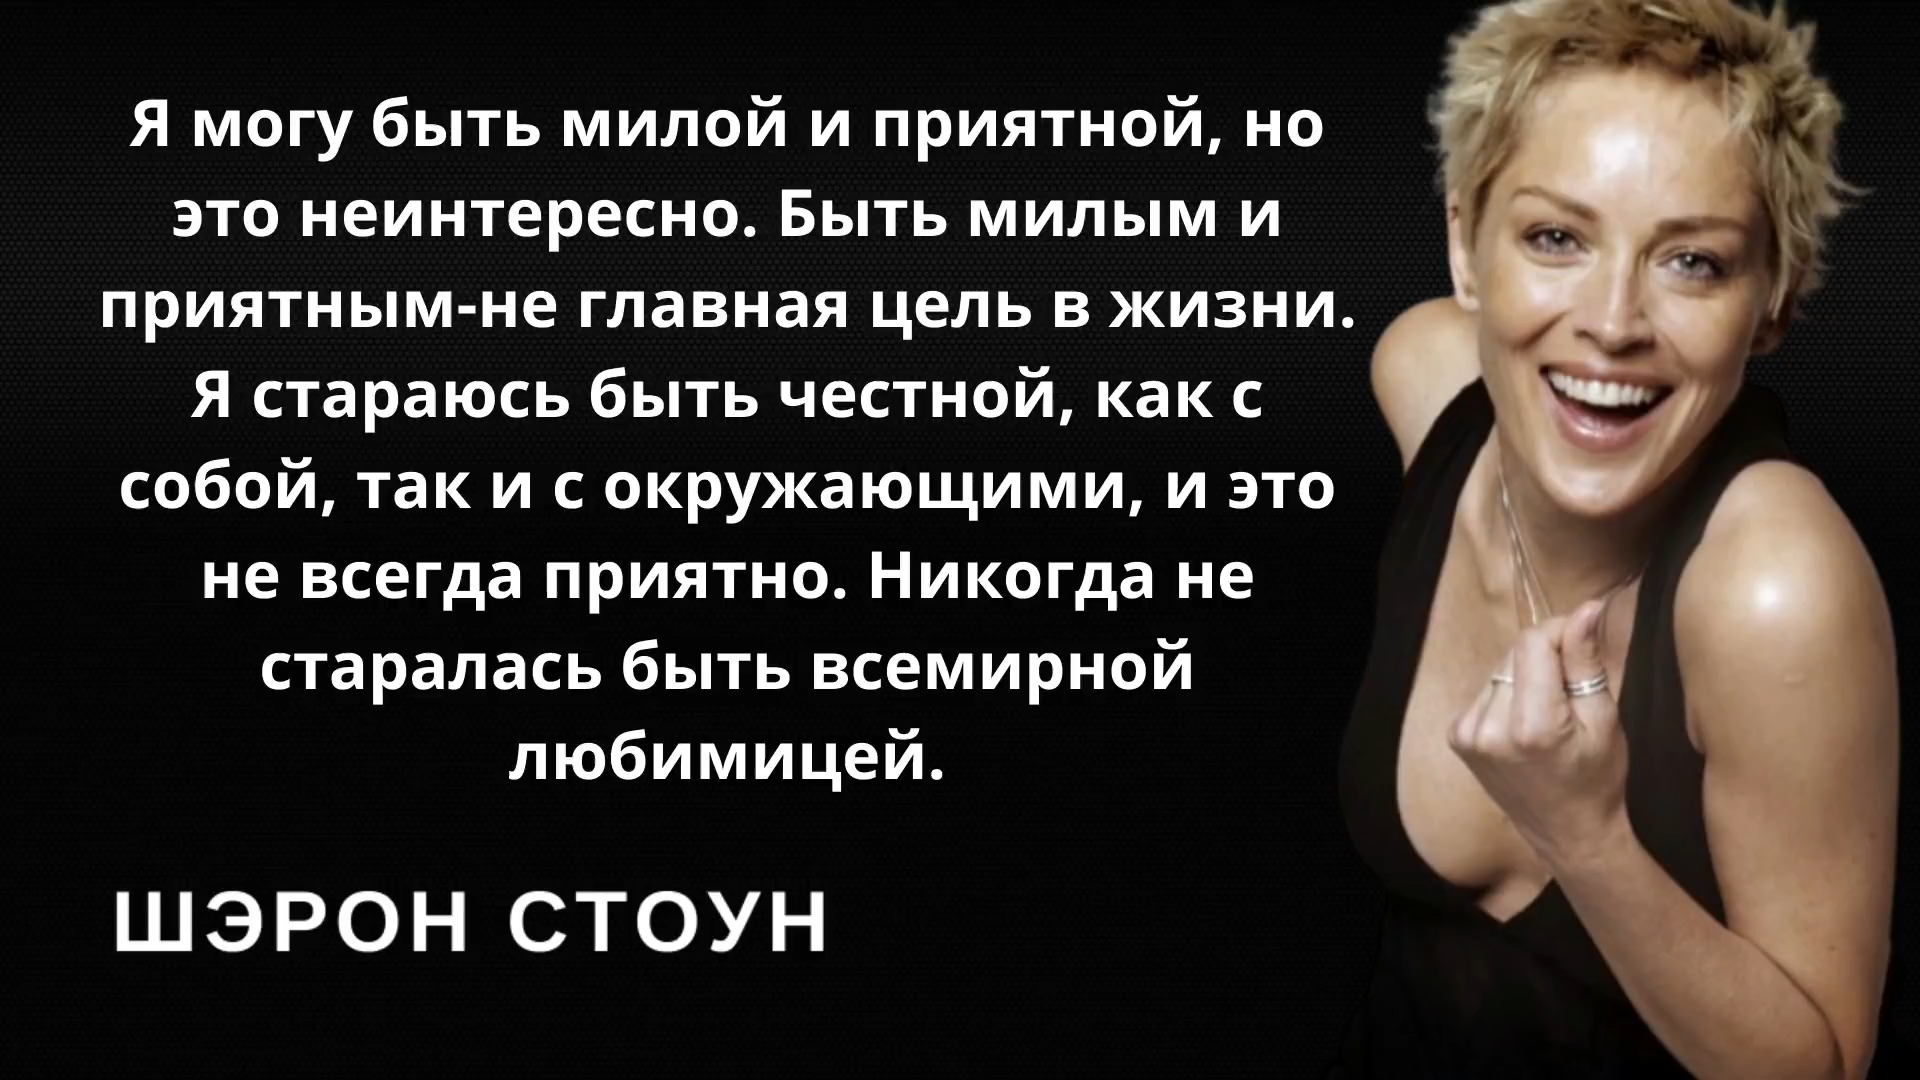 Я могу быть милой и приятной, но
это неинтересно. Быть милым и
приятным-не главная цель в жизни.
Я стараюсь быть честной, как с
собой, так и с окружающими, и это
не всегда приятно. Никогда не
старалась быть всемирной
любимицей.
ШЭРОН СТОУН